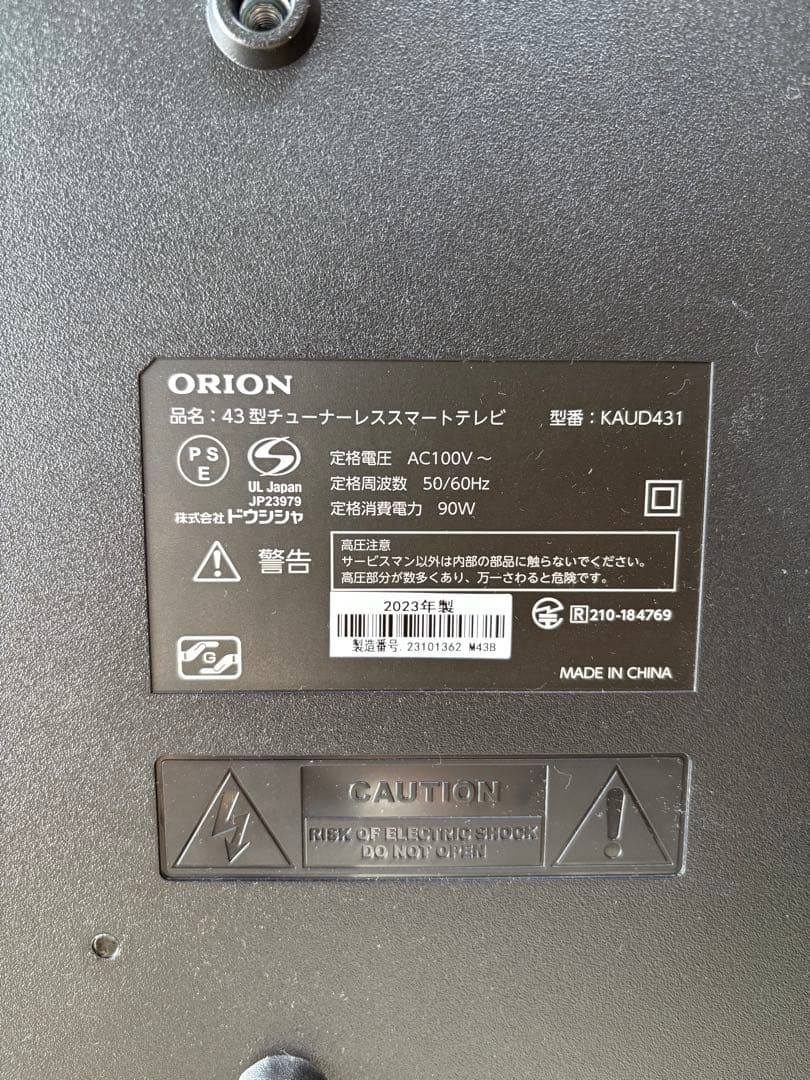 ORION
品名：43型チューナーレススマートテレビ 型番：KAUD431
PS
E
UL Japan
JP23979
株式会社ドウシシャ
定格電圧 AC100V～
定格周波数 50/60Hz
定格消費電力 90W
警告
高圧注意
サービスマン以外は内部の部品に触らないでください。
高圧部分が数多くあり、万一さわると危険です。
2023年製
製造番号. 23101362 M43B
R 210-184769
G
MADE IN CHINA
CAUTION
RISK OF ELECTRIC SHOCK
DO NOT OPEN